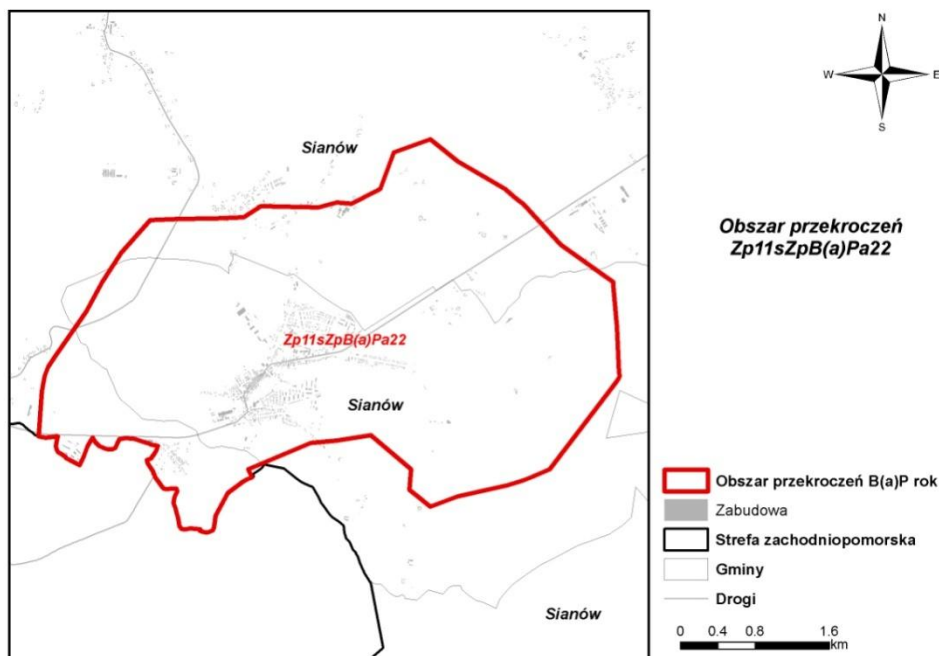 Sianów
Zp11sZpB(a)Pa22
Sianów
Sianów
N
W
E
S
Obszar przekroczeń
Zp11sZpB(a)Pa22
Obszar przekroczeń B(a)P rok
Zabudowa
Strefa zachodniopomorska
Gminy
Drogi
0 0.4 0.8 1.6
km